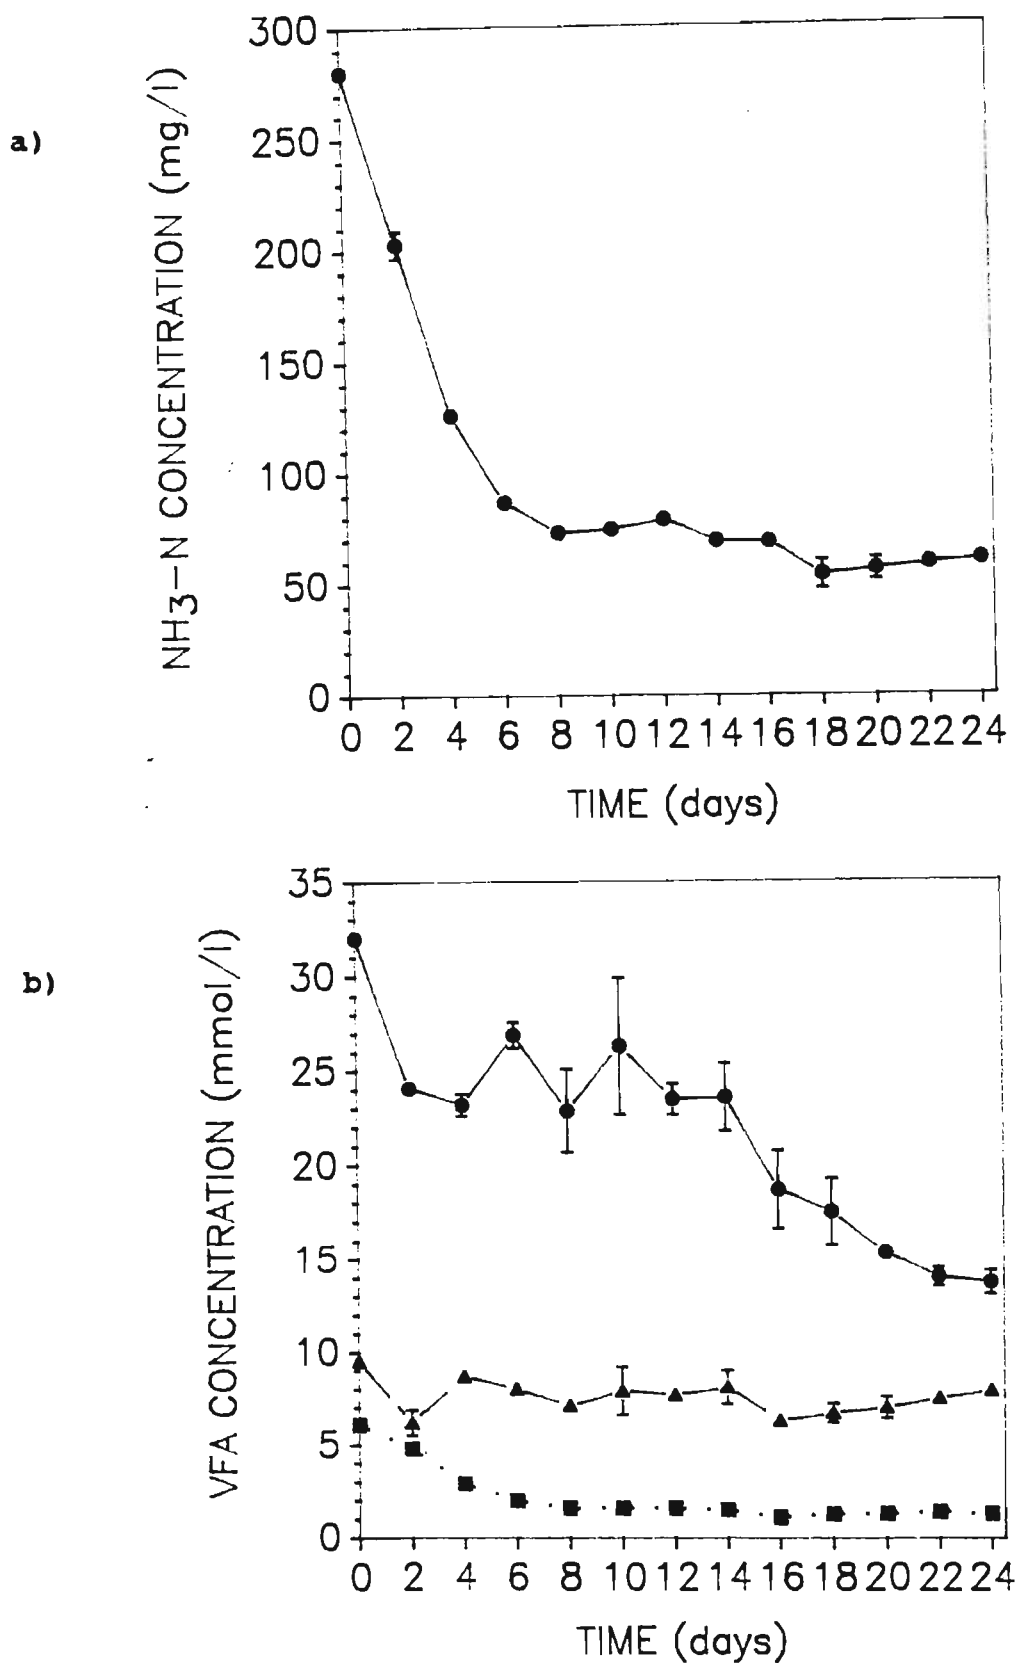 a)
NH3-N CONCENTRATION (mg/l)
300
250
200
150
100
50
0
0 2 4 6 8 10 12 14 16 18 20 22 24
TIME (days)
b)
VFA CONCENTRATION (mmol/l)
35
30
25
20
15
10
5
0
0 2 4 6 8 10 12 14 16 18 20 22 24
TIME (days)